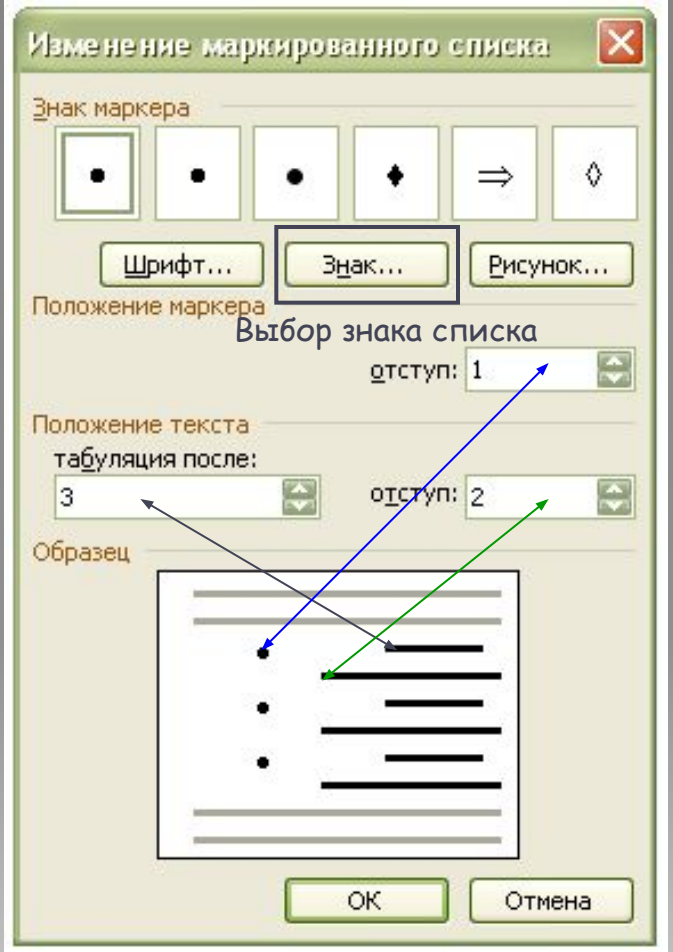 Изменение маркированного списка
Знак маркера
Шрифт... Знак... Рисунок...
Положение маркера
Выбор знака списка
отступ: 1
Положение текста
табуляция после:
3 отступ: 2
Образец
ОК Отмена